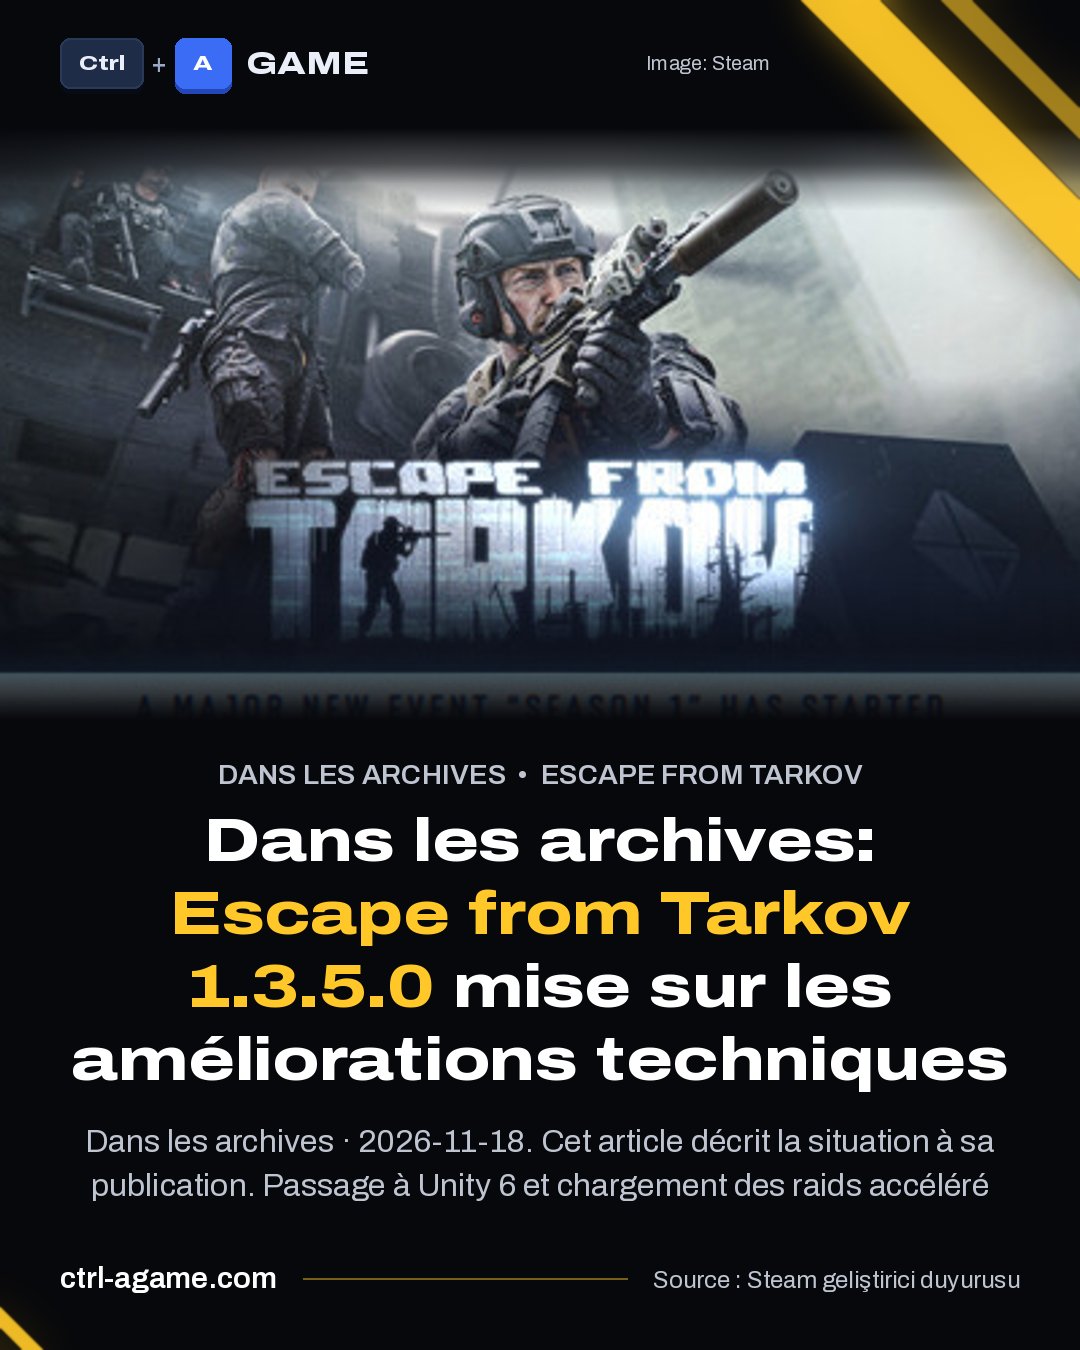 Ctrl + A GAME
Image: Steam
ESCAPE FROM
TARKOV
A MAJOR NEW EVENT "SEASON 1" HAS STARTED
DANS LES ARCHIVES • ESCAPE FROM TARKOV
Dans les archives:
Escape from Tarkov
1.3.5.0 mise sur les
améliorations techniques
Dans les archives · 2026-11-18. Cet article décrit la situation à sa
publication. Passage à Unity 6 et chargement des raids accéléré
ctrl-agame.com
Source : Steam geliştirici duyurusu